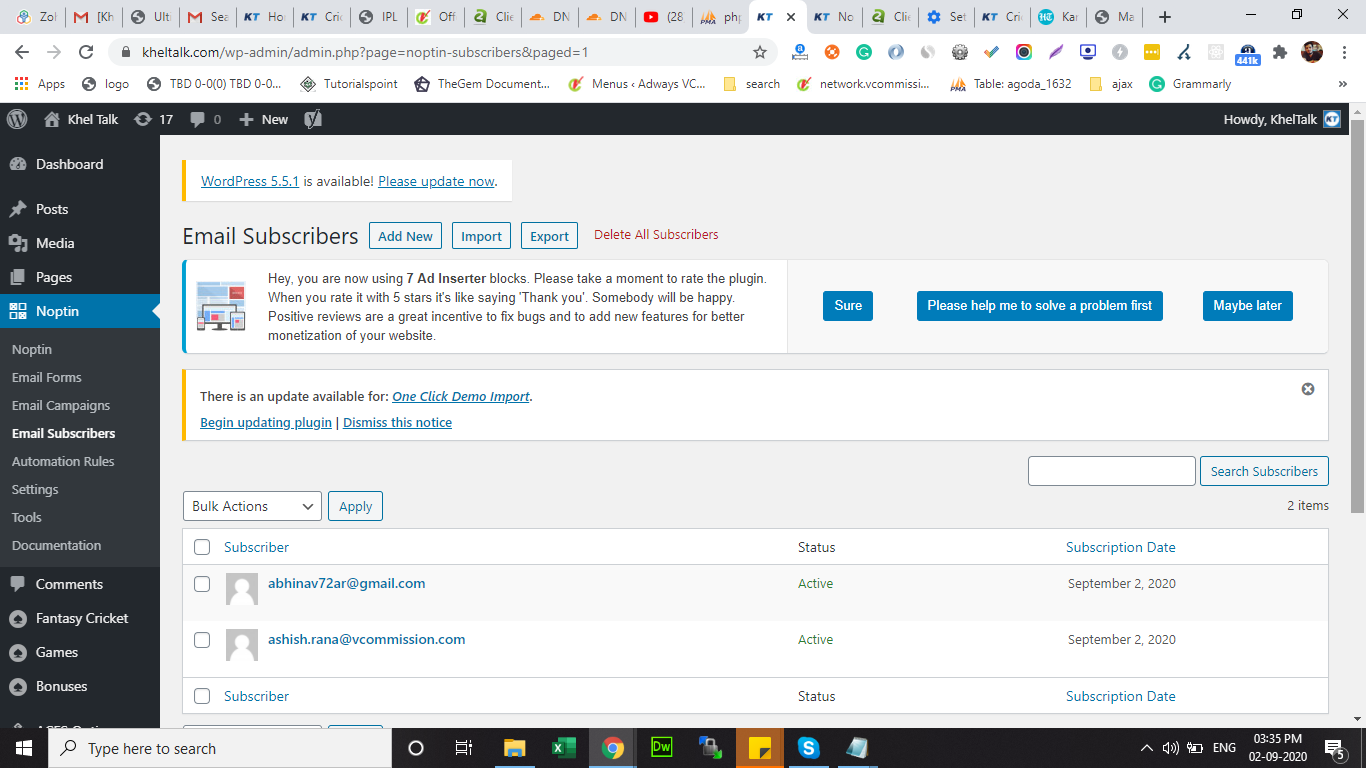 Zol
[Kh
Ulti
Sea
Ho
Cric
IPL
Off
Clie
DN
DN
(28
php
No
Clie
Set
Cri
Kar
Ma
kheltalk.com/wp-admin/admin.php?page=noptin-subscribers&paged=1
441k
Apps
logo
TBD 0-0(0) TBD 0-0...
Tutorialspoint
TheGem Document...
Menus ‹ Adways VC...
search
network.vcommissi...
Table: agoda_1632
ajax
Grammarly
»
Khel Talk
17
0
New
Howdy, KhelTalk
Dashboard
Posts
Media
Pages
Noptin
Noptin
Email Forms
Email Campaigns
Email Subscribers
Automation Rules
Settings
Tools
Documentation
Comments
Fantasy Cricket
Games
Bonuses
WordPress 5.5.1 is available! Please update now.
Email Subscribers
Add New
Import
Export
Delete All Subscribers
Hey, you are now using 7 Ad Inserter blocks. Please take a moment to rate the plugin.
When you rate it with 5 stars it's like saying 'Thank you'. Somebody will be happy.
Positive reviews are a great incentive to fix bugs and to add new features for better
monetization of your website.
Sure
Please help me to solve a problem first
Maybe later
There is an update available for: One Click Demo Import.
Begin updating plugin | Dismiss this notice
Search Subscribers
Bulk Actions
Apply
2 items
Subscriber Status Subscription Date
abhinav72ar@gmail.com Active September 2, 2020
ashish.rana@vcommission.com Active September 2, 2020
Subscriber Status Subscription Date
Type here to search
Dw
ENG
03:35 PM
02-09-2020
5